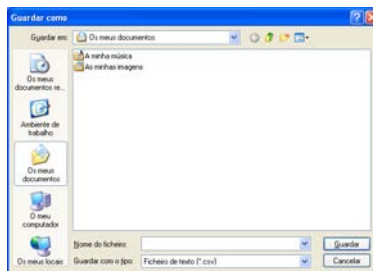 Guardar como
Guardar em:
Os meus documentos
A minha música
As minhas imagens
Os meus documentos re...
Ambiente de trabalho
Os meus documentos
O meu computador
Os meus locais
Nome do ficheiro:
Guardar
Guardar com o tipo:
Ficheiro de texto (*.csv)
Cancelar